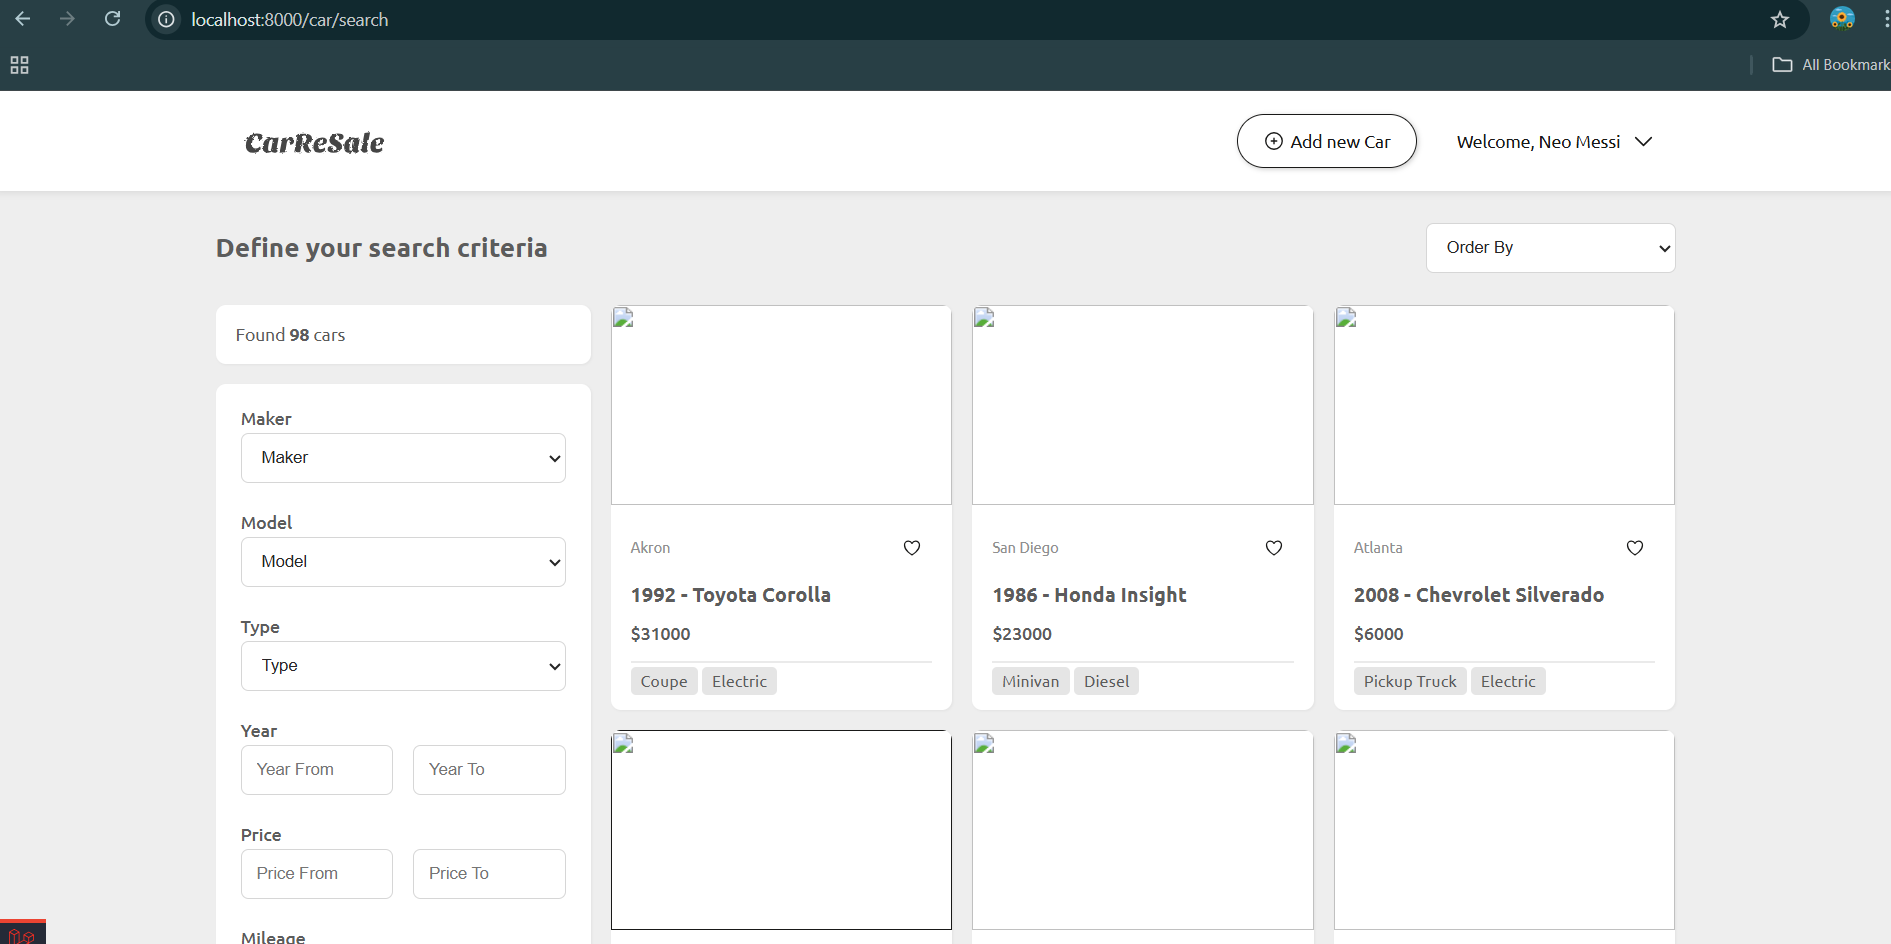 localhost:8000/car/search
All Bookmark
CarReSale
Add new Car
Welcome, Neo Messi
Define your search criteria
Order By
Found 98 cars
Maker
Maker
Model
Model
Type
Type
Year
Year From
Year To
Price
Price From
Price To
Mileage
Akron
1992 - Toyota Corolla
$31000
Coupe
Electric
San Diego
1986 - Honda Insight
$23000
Minivan
Diesel
Atlanta
2008 - Chevrolet Silverado
$6000
Pickup Truck
Electric